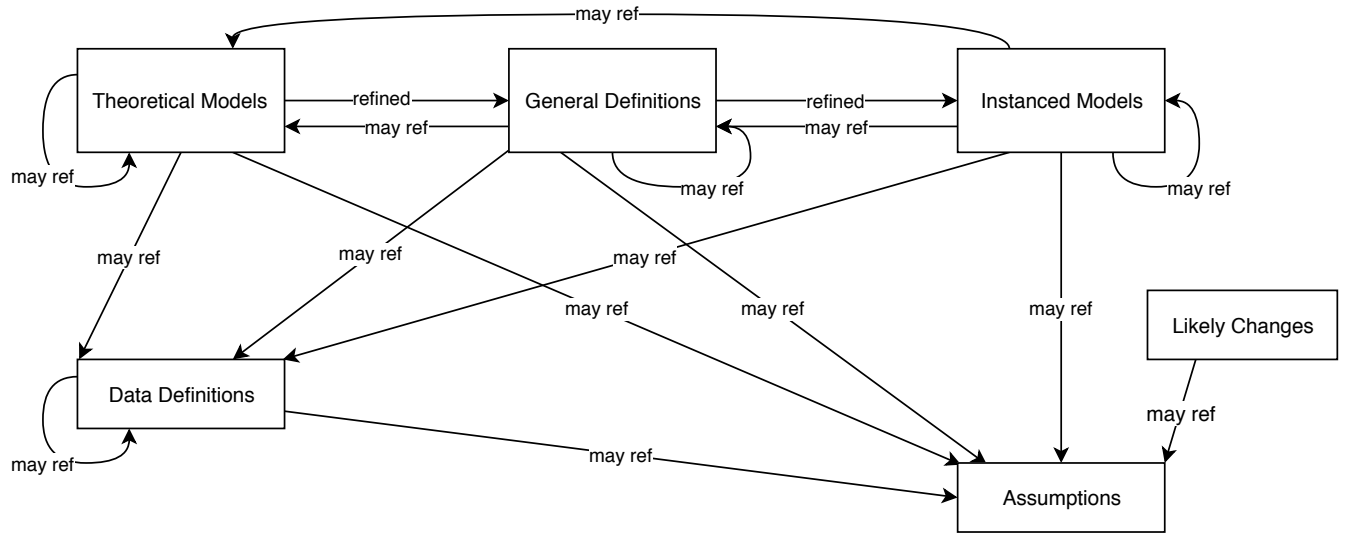 may ref
Theoretical Models
refined
General Definitions
refined
Instanced Models
may ref
may ref
may ref
may ref
may ref
may ref
may ref
may ref
may ref
may ref
may ref
may ref
Likely Changes
Data Definitions
may ref
may ref
may ref
Assumptions